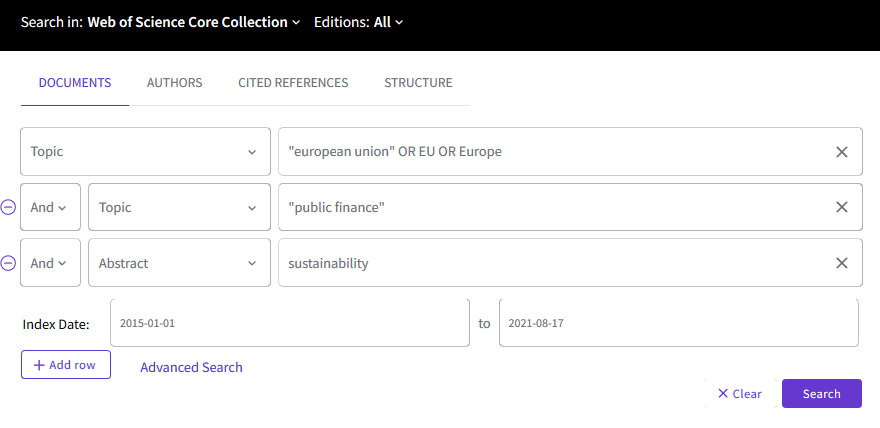 Search in: Web of Science Core Collection Editions: All
DOCUMENTS AUTHORS CITED REFERENCES STRUCTURE
Topic "european union" OR EU OR Europe
And Topic "public finance"
And Abstract sustainability
Index Date: 2015-01-01 to 2021-08-17
+ Add row Advanced Search
Clear Search